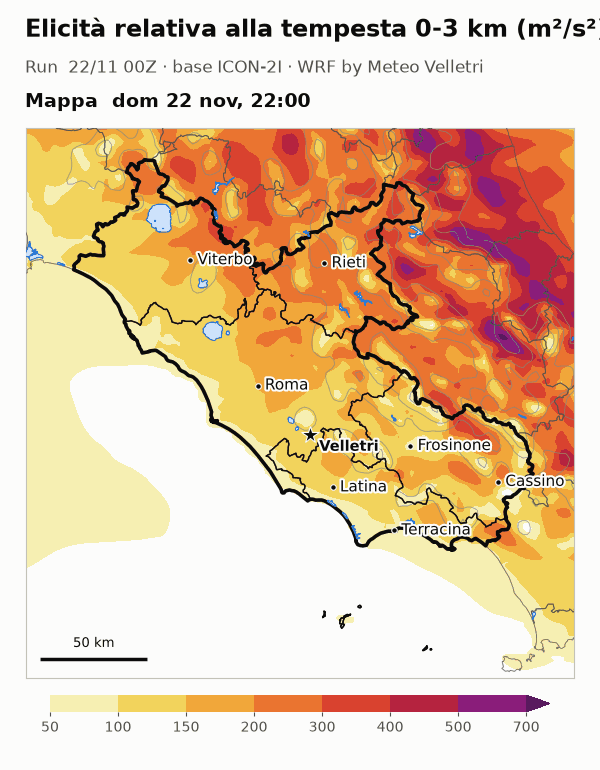 Elicità relativa alla tempesta 0-3 km (m²/s²)
Run 22/11 00Z · base ICON-2I · WRF by Meteo Velletri
Mappa dom 22 nov, 22:00
Viterbo
Rieti
Roma
Velletri
Frosinone
Cassino
Latina
Terracina
50 km
50 100 150 200 300 400 500 700